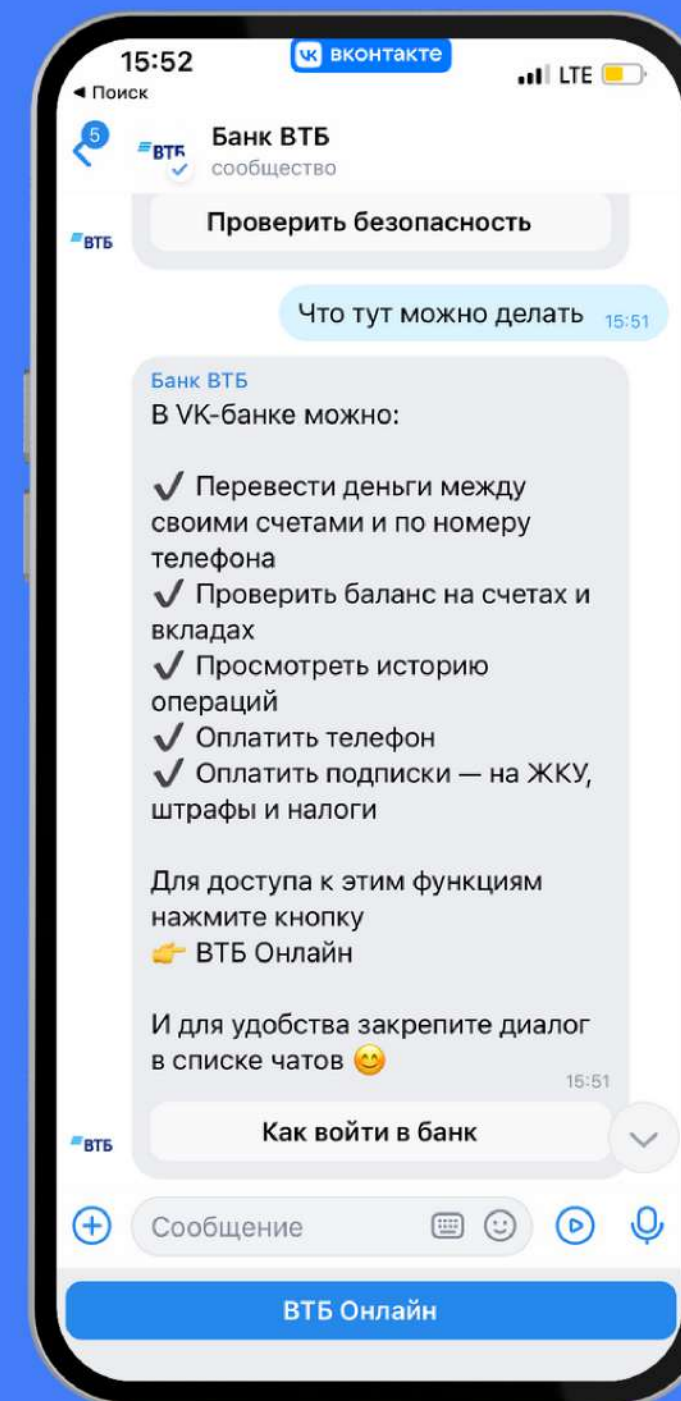 15:52
вконтакте
LTE
◀ Поиск
5
ВТБ
Банк ВТБ
сообщество
Проверить безопасность
ВТБ
Что тут можно делать 15:51
Банк ВТБ
В VK-банке можно:
✔ Перевести деньги между
своими счетами и по номеру
телефона
✔ Проверить баланс на счетах и
вкладах
✔ Просмотреть историю
операций
✔ Оплатить телефон
✔ Оплатить подписки — на ЖКУ,
штрафы и налоги
Для доступа к этим функциям
нажмите кнопку
👉 ВТБ Онлайн
И для удобства закрепите диалог
в списке чатов 😊
15:51
Как войти в банк
ВТБ
Сообщение
ВТБ Онлайн